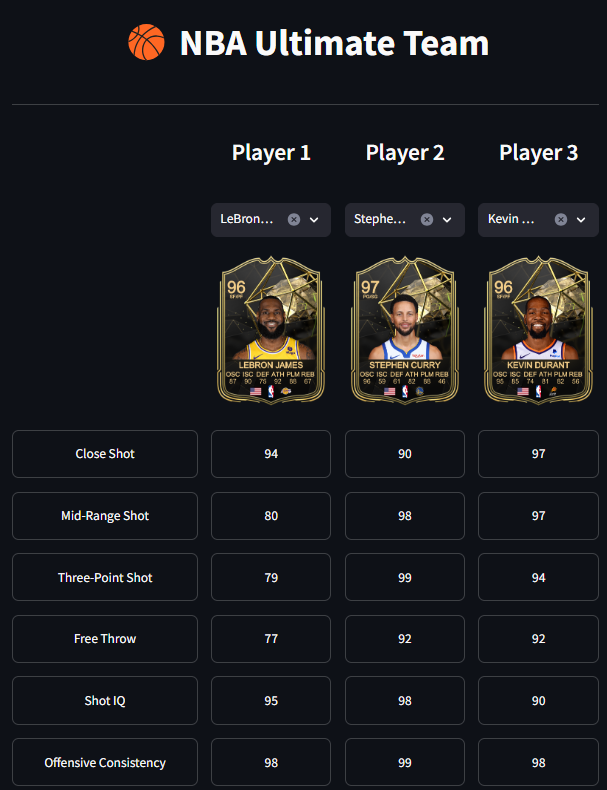 NBA Ultimate Team
Player 1 Player 2 Player 3
LeBron... Stephe... Kevin ...
96
SF/PF
LEBRON JAMES
OSC ISC DEF ATH PLM REB
87 90 75 92 88 67
97
PG/SG
STEPHEN CURRY
OSC ISC DEF ATH PLM REB
96 59 61 82 88 46
96
SF/PF
KEVIN DURANT
OSC ISC DEF ATH PLM REB
95 85 74 81 82 56
Close Shot 94 90 97
Mid-Range Shot 80 98 97
Three-Point Shot 79 99 94
Free Throw 77 92 92
Shot IQ 95 98 90
Offensive Consistency 98 99 98